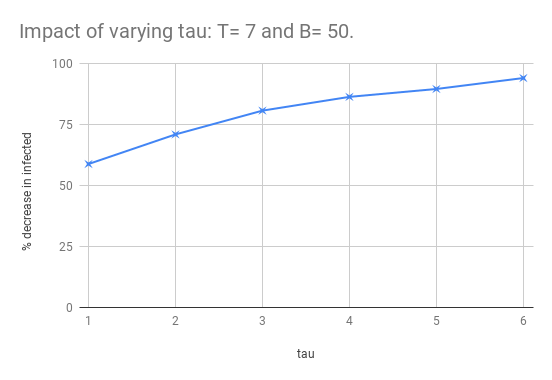 Impact of varying tau: T= 7 and B= 50.
100
75
50
25
0
% decrease in infected
1 2 3 4 5 6
tau